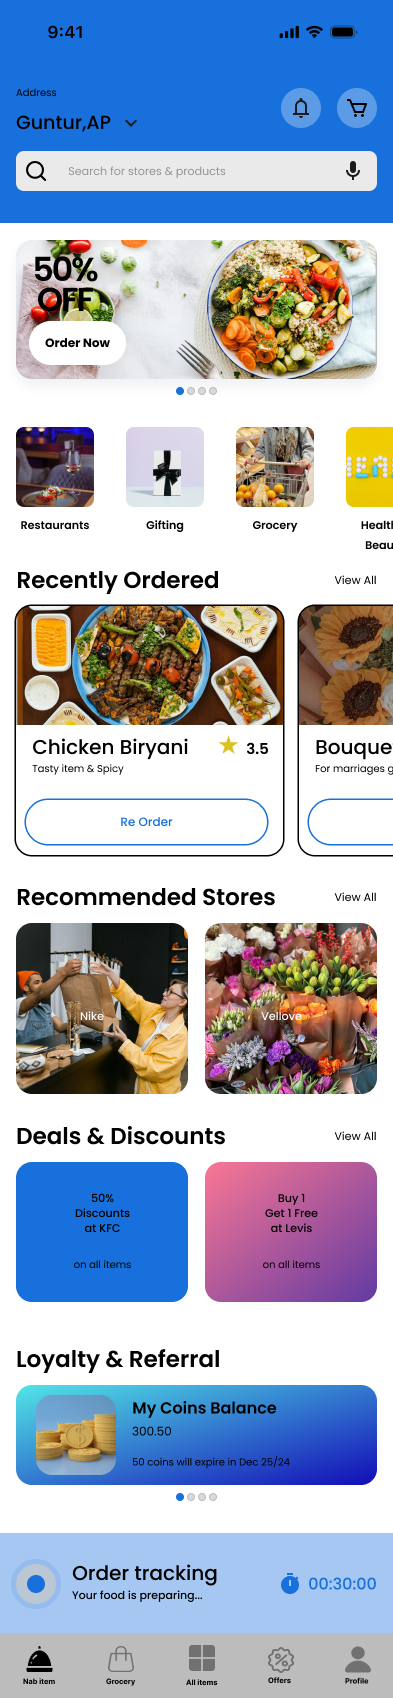 9:41
Address
Guntur,AP
Search for stores & products
50%
OFF
Order Now
Restaurants
Gifting
Grocery
Health
Beau
Recently Ordered
View All
Chicken Biryani
3.5
Tasty item & Spicy
Re Order
Bouque
For marriages g
Recommended Stores
View All
Nike
Vellove
Deals & Discounts
View All
50%
Discounts
at KFC
on all items
Buy 1
Get 1 Free
at Levis
on all items
Loyalty & Referral
My Coins Balance
300.50
50 coins will expire in Dec 25/24
Order tracking
Your food is preparing...
00:30:00
Nab item
Grocery
All items
Offers
Profile